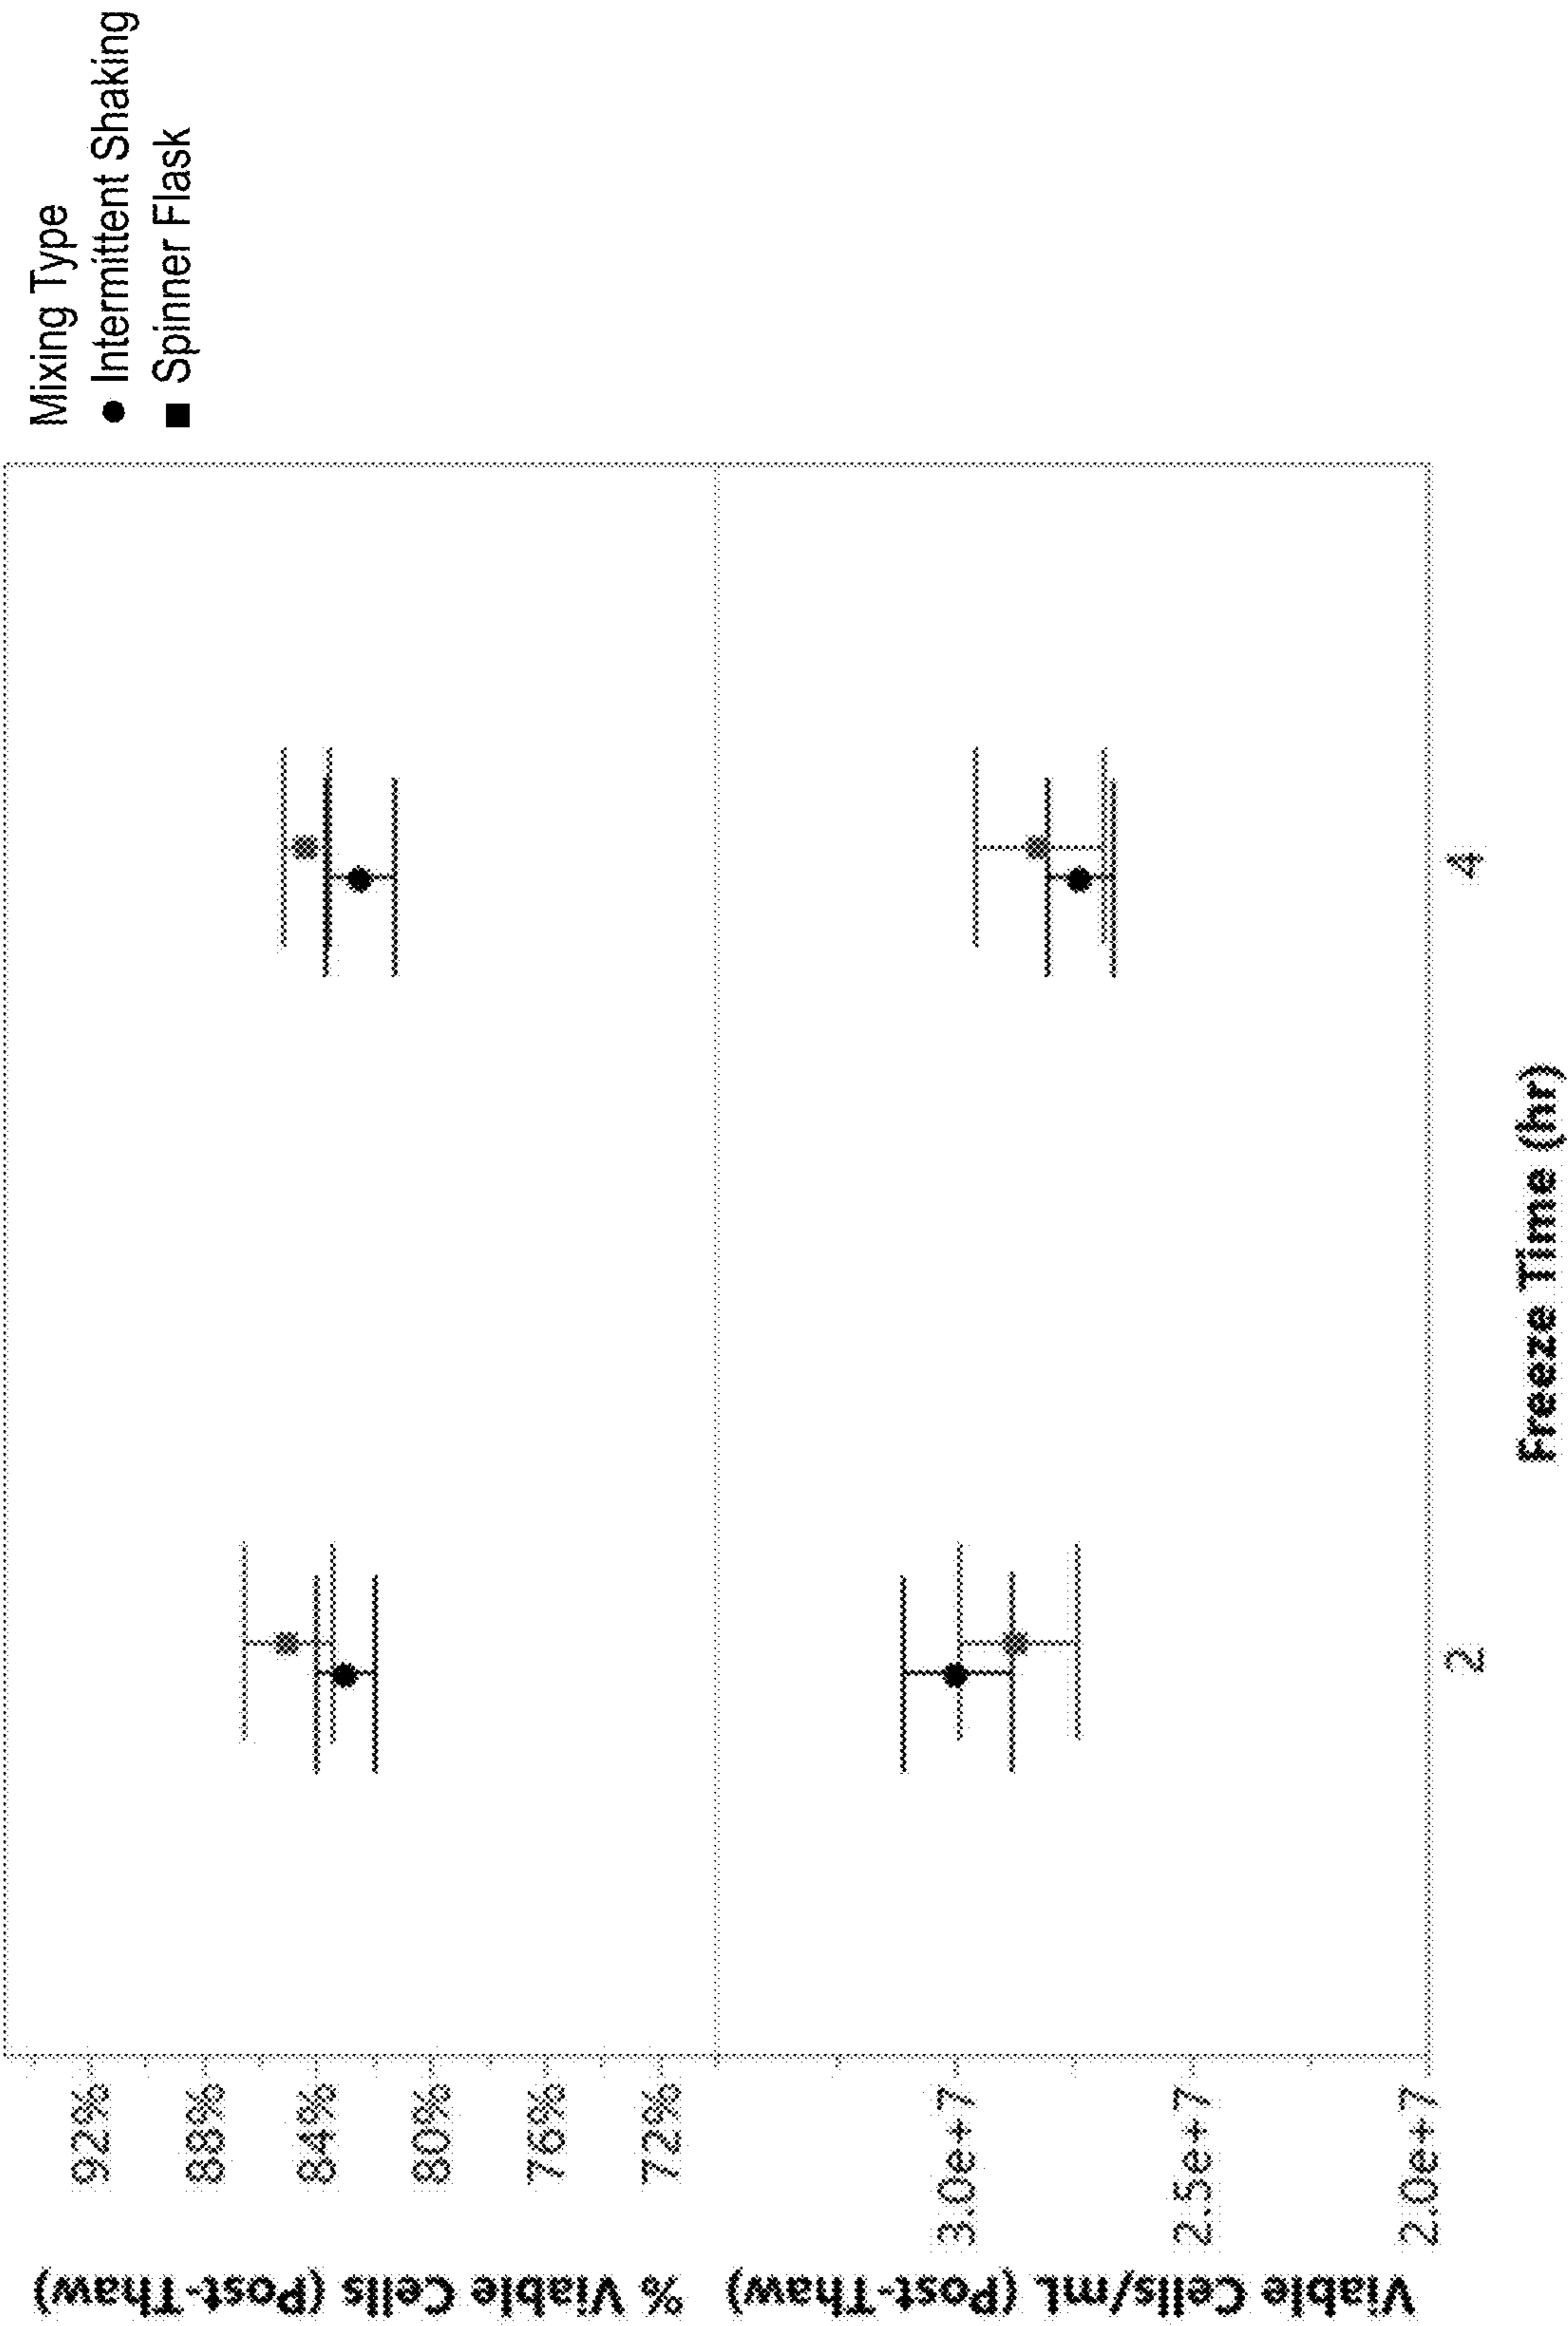 Mixing Type
● Intermittent Shaking
■ Spinner Flask
% Viable Cells (Post-Thaw)
92%
88%
84%
80%
76%
72%
Viable Cells/mL (Post-Thaw)
3.0e+7
2.5e+7
2.0e+7
2
4
Freeze Time (hr)